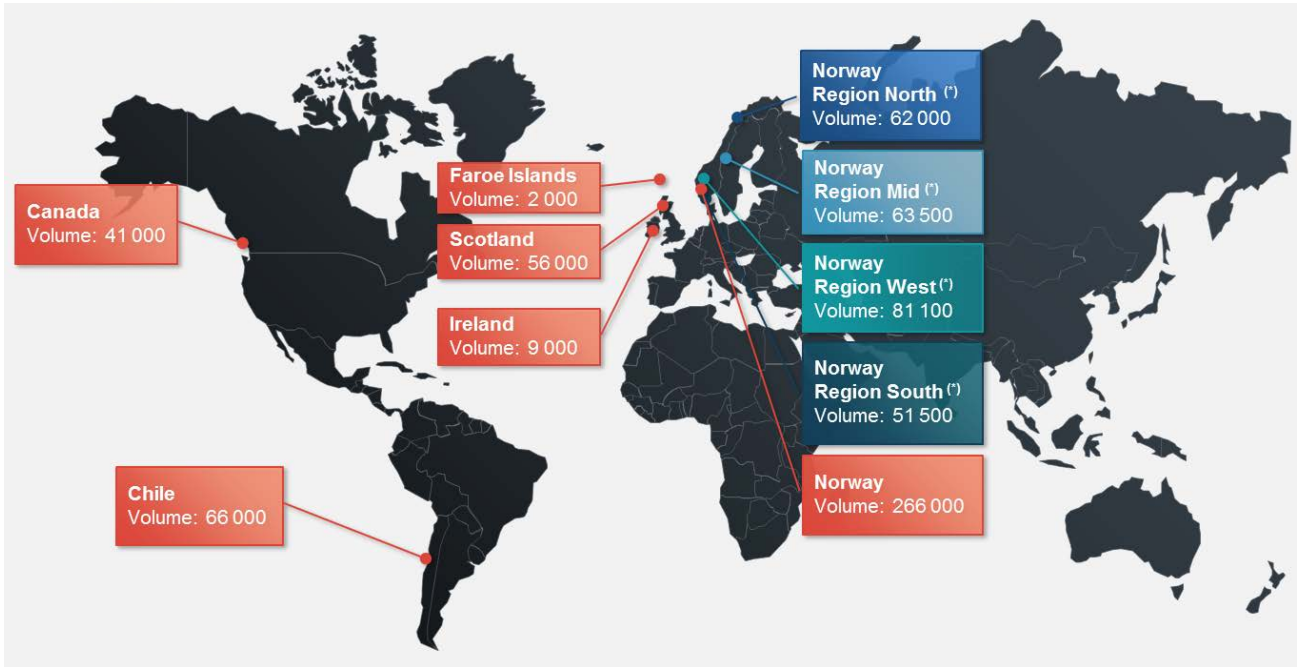 Norway
Region North (*)
Volume: 62 000
Norway
Region Mid (*)
Volume: 63 500
Faroe Islands
Volume: 2 000
Canada
Volume: 41 000
Scotland
Volume: 56 000
Norway
Region West (*)
Volume: 81 100
Ireland
Volume: 9 000
Norway
Region South (*)
Volume: 51 500
Norway
Volume: 266 000
Chile
Volume: 66 000